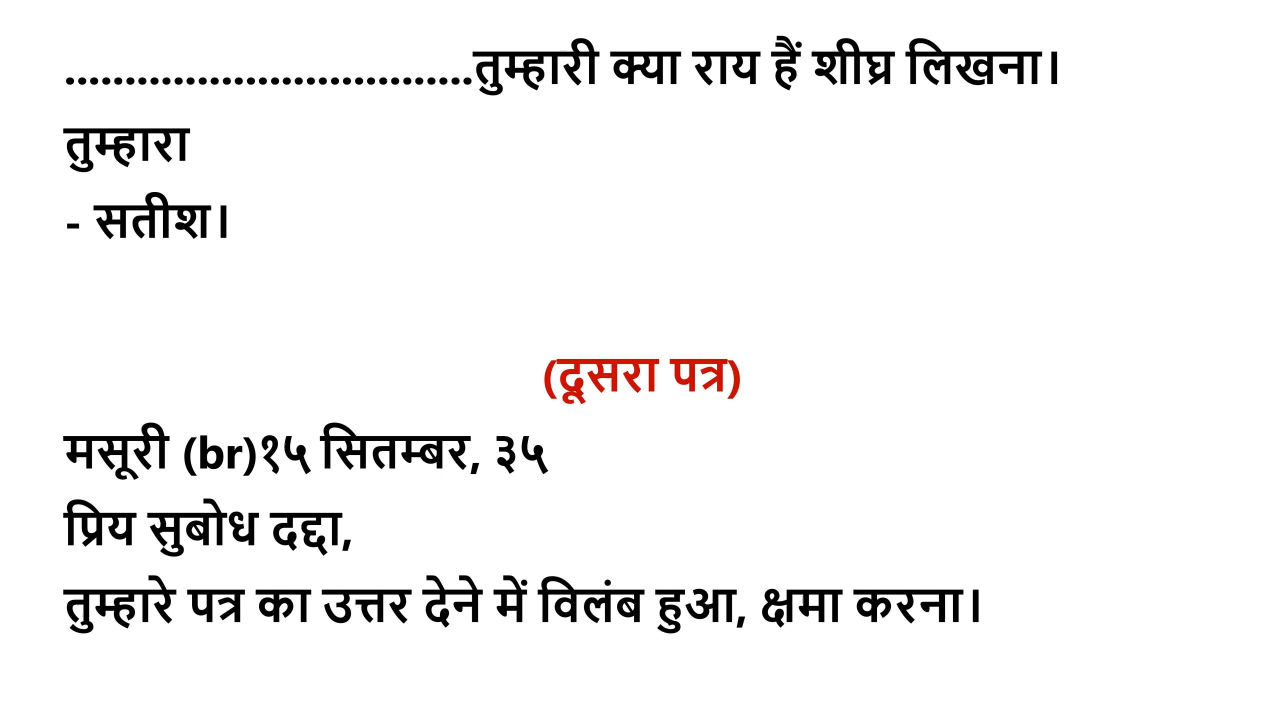 ..................................तुम्हारी क्या राय हैं शीघ्र लिखना।
तुम्हारा
- सतीश।
(दूसरा पत्र)
मसूरी (br)१५ सितम्बर, ३५
प्रिय सुबोध दद्दा,
तुम्हारे पत्र का उत्तर देने में विलंब हुआ, क्षमा करना।